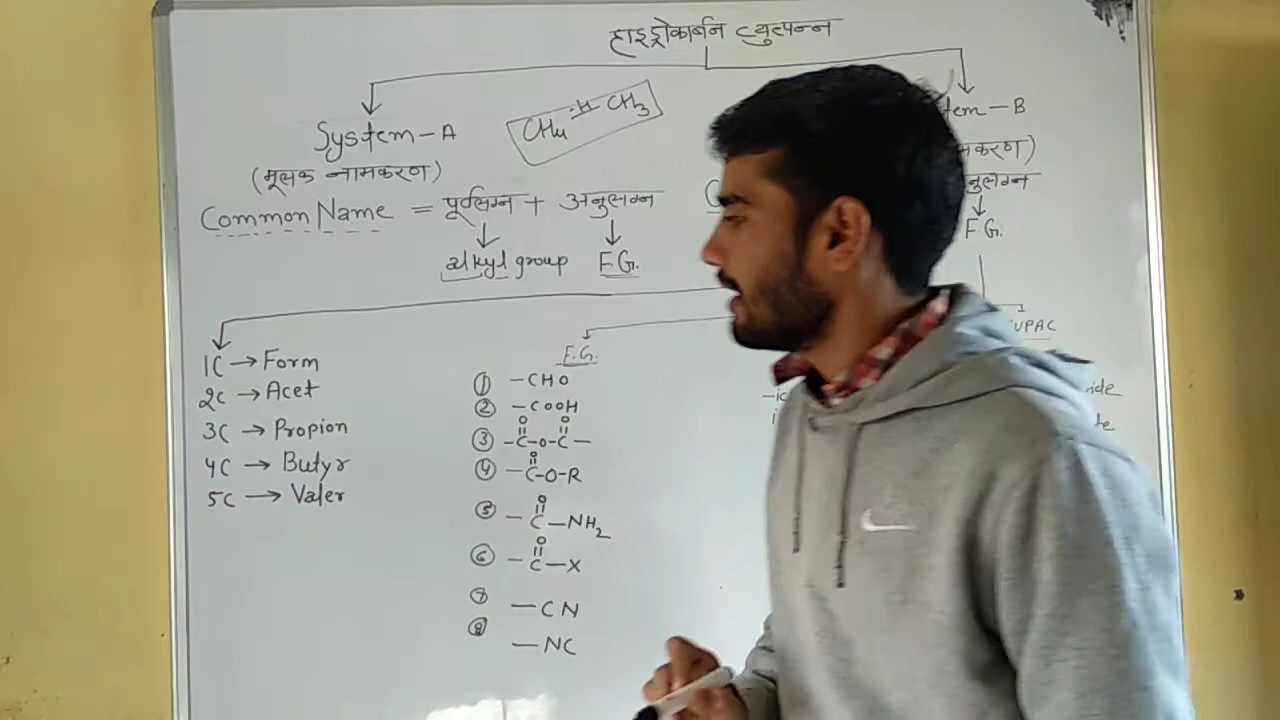 हाइड्रोकार्बन व्युत्पन्न
System-A
(मूलक नामकरण)
CH4 -H CH3
Common Name = पूर्वलग्न + अनुलग्न
alkyl group F.G.
tem-B
मकरण)
नुलग्न
F.G.
1C → Form
2C → Acet
3C → Propion
4C → Butyr
5C → Valer
F.G.
① -CHO
② -COOH
③ -C(=O)-O-C(=O)-
④ -C(=O)-O-R
⑤ -C(=O)-NH2
⑥ -C(=O)-X
⑦ -CN
⑧ -NC
UPAC